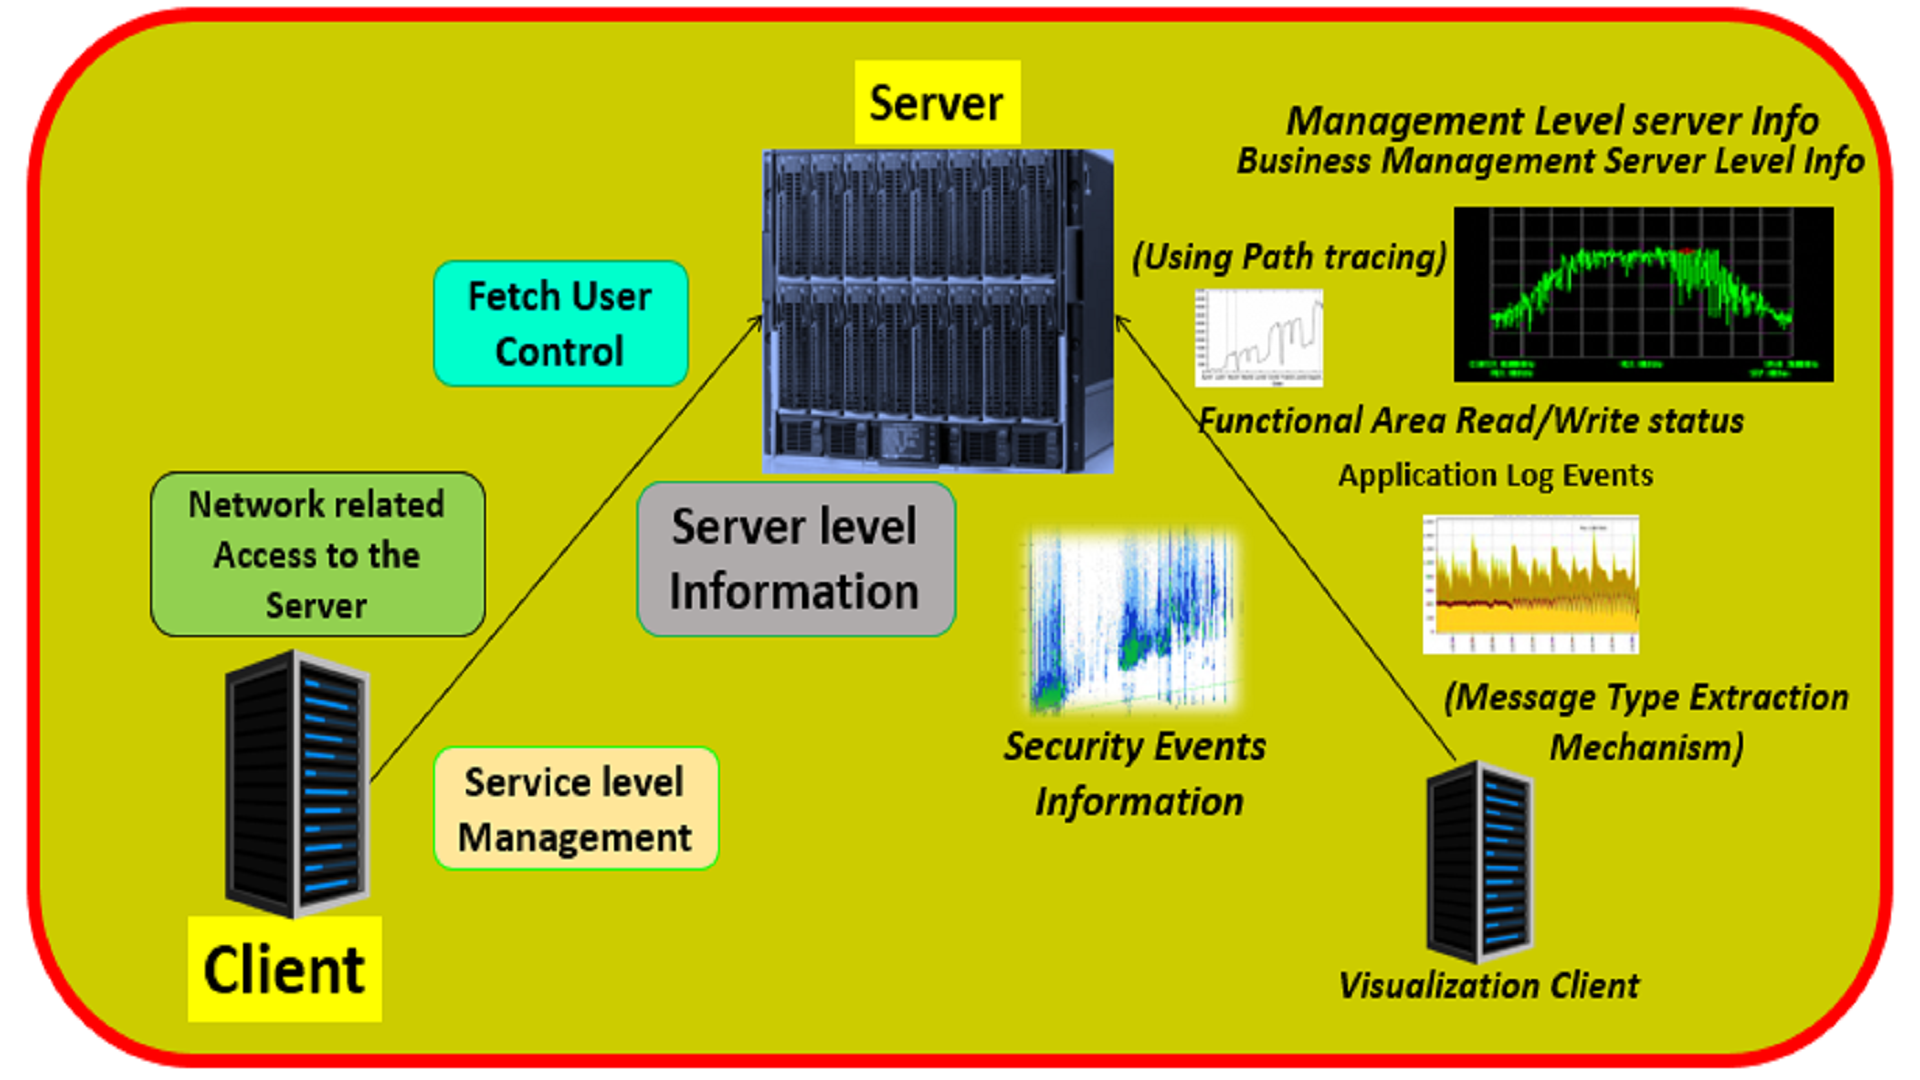 Server
Management Level server Info
Business Management Server Level Info
(Using Path tracing)
Fetch User
Control
Functional Area Read/Write status
Application Log Events
Network related
Access to the
Server
Server level
Information
(Message Type Extraction
Mechanism)
Security Events
Information
Service level
Management
Client
Visualization Client